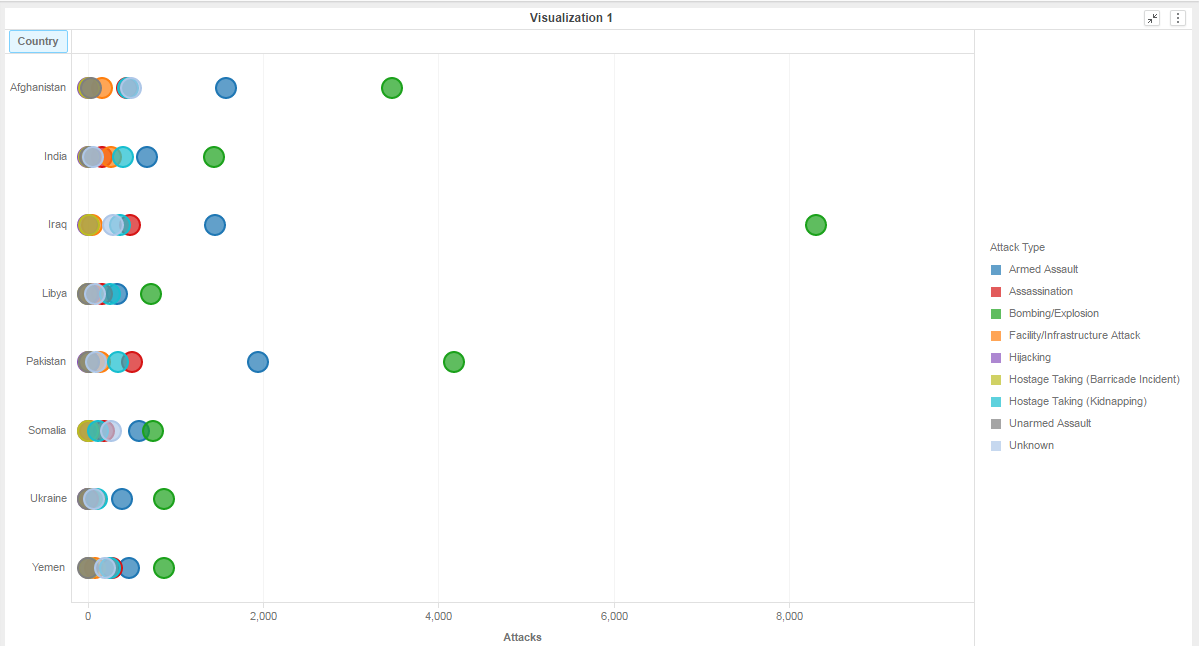 Visualization 1
Country
Afghanistan
India
Iraq
Libya
Pakistan
Somalia
Ukraine
Yemen
0 2,000 4,000 6,000 8,000
Attacks
Attack Type
Armed Assault
Assassination
Bombing/Explosion
Facility/Infrastructure Attack
Hijacking
Hostage Taking (Barricade Incident)
Hostage Taking (Kidnapping)
Unarmed Assault
Unknown